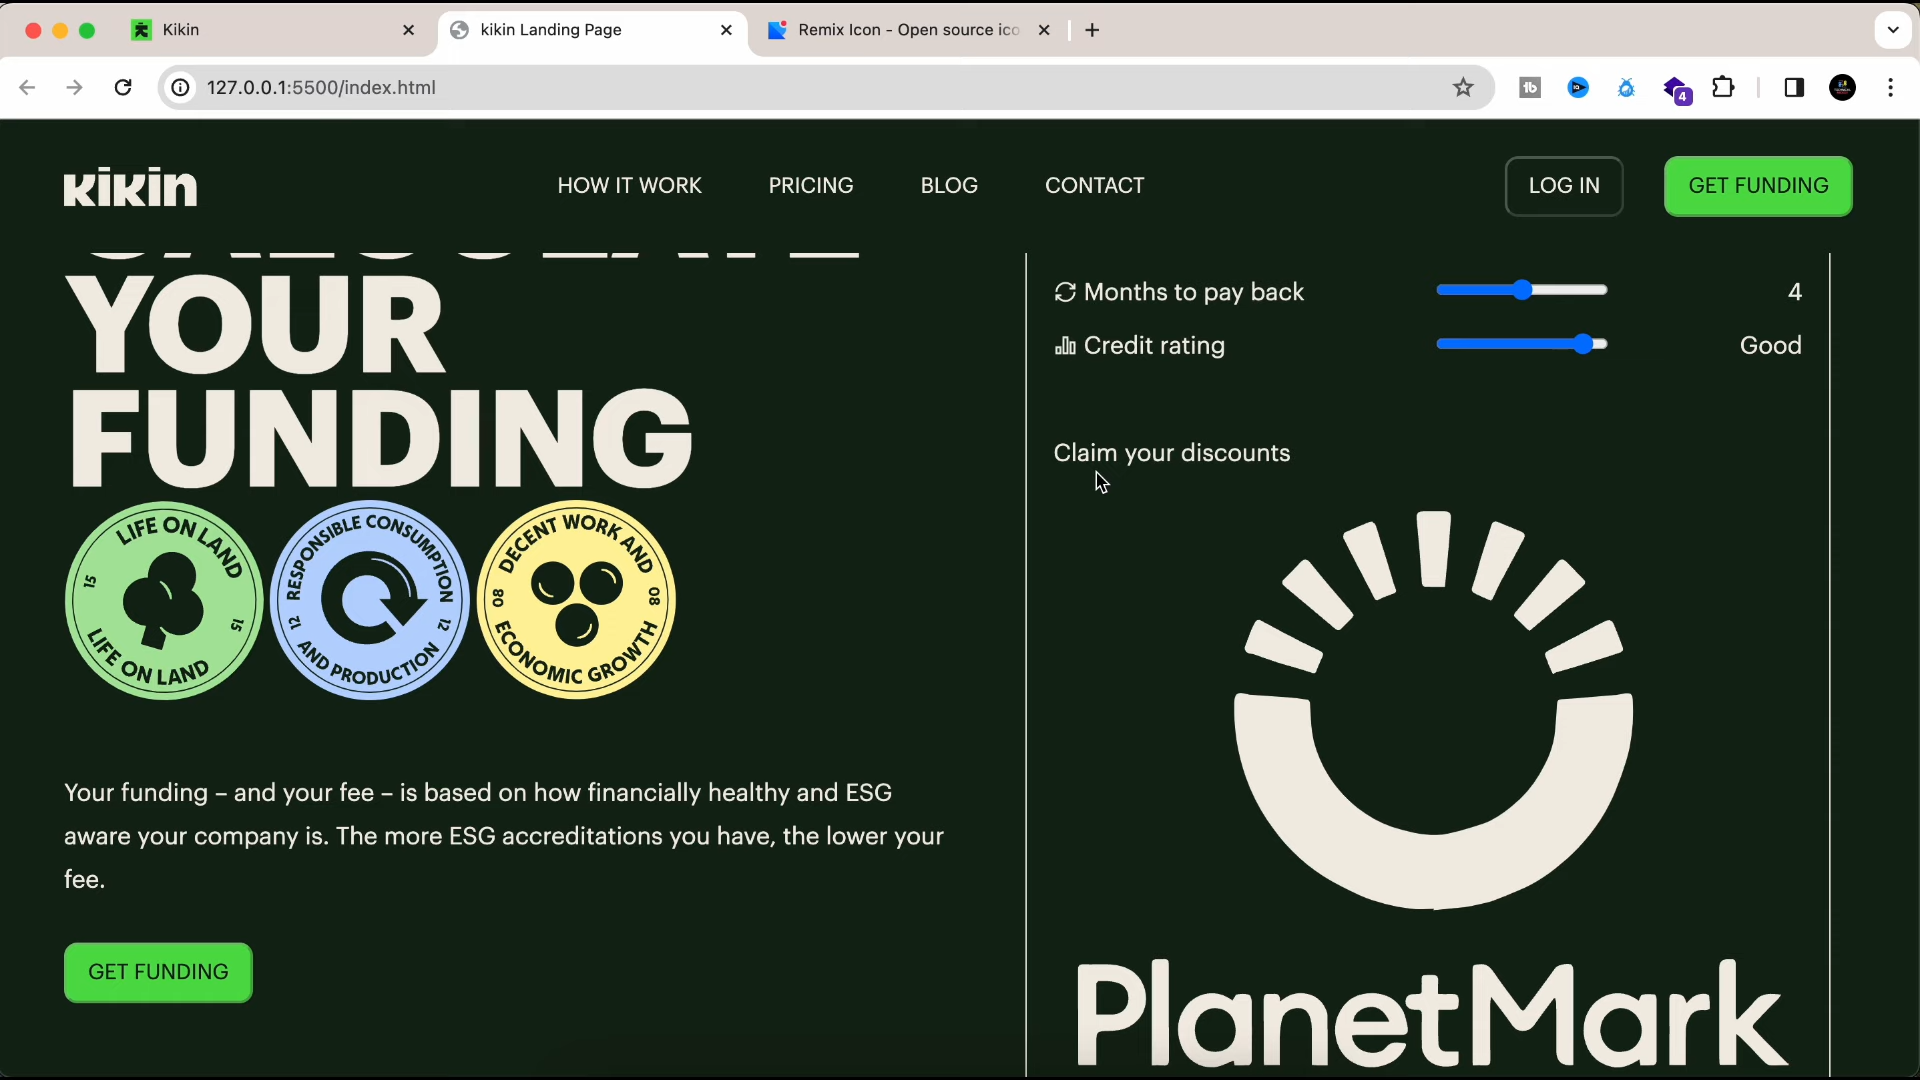 Kikin
kikin Landing Page
Remix Icon - Open source ico
127.0.0.1:5500/index.html
4
kikin
HOW IT WORK
PRICING
BLOG
CONTACT
LOG IN
GET FUNDING
CALCULATE
YOUR
FUNDING
LIFE ON LAND
15
15
LIFE ON LAND
RESPONSIBLE CONSUMPTION
12
12
AND PRODUCTION
DECENT WORK AND
08
08
ECONOMIC GROWTH
Your funding – and your fee – is based on how financially healthy and ESG
aware your company is. The more ESG accreditations you have, the lower your
fee.
GET FUNDING
Months to pay back
4
Credit rating
Good
Claim your discounts
PlanetMark